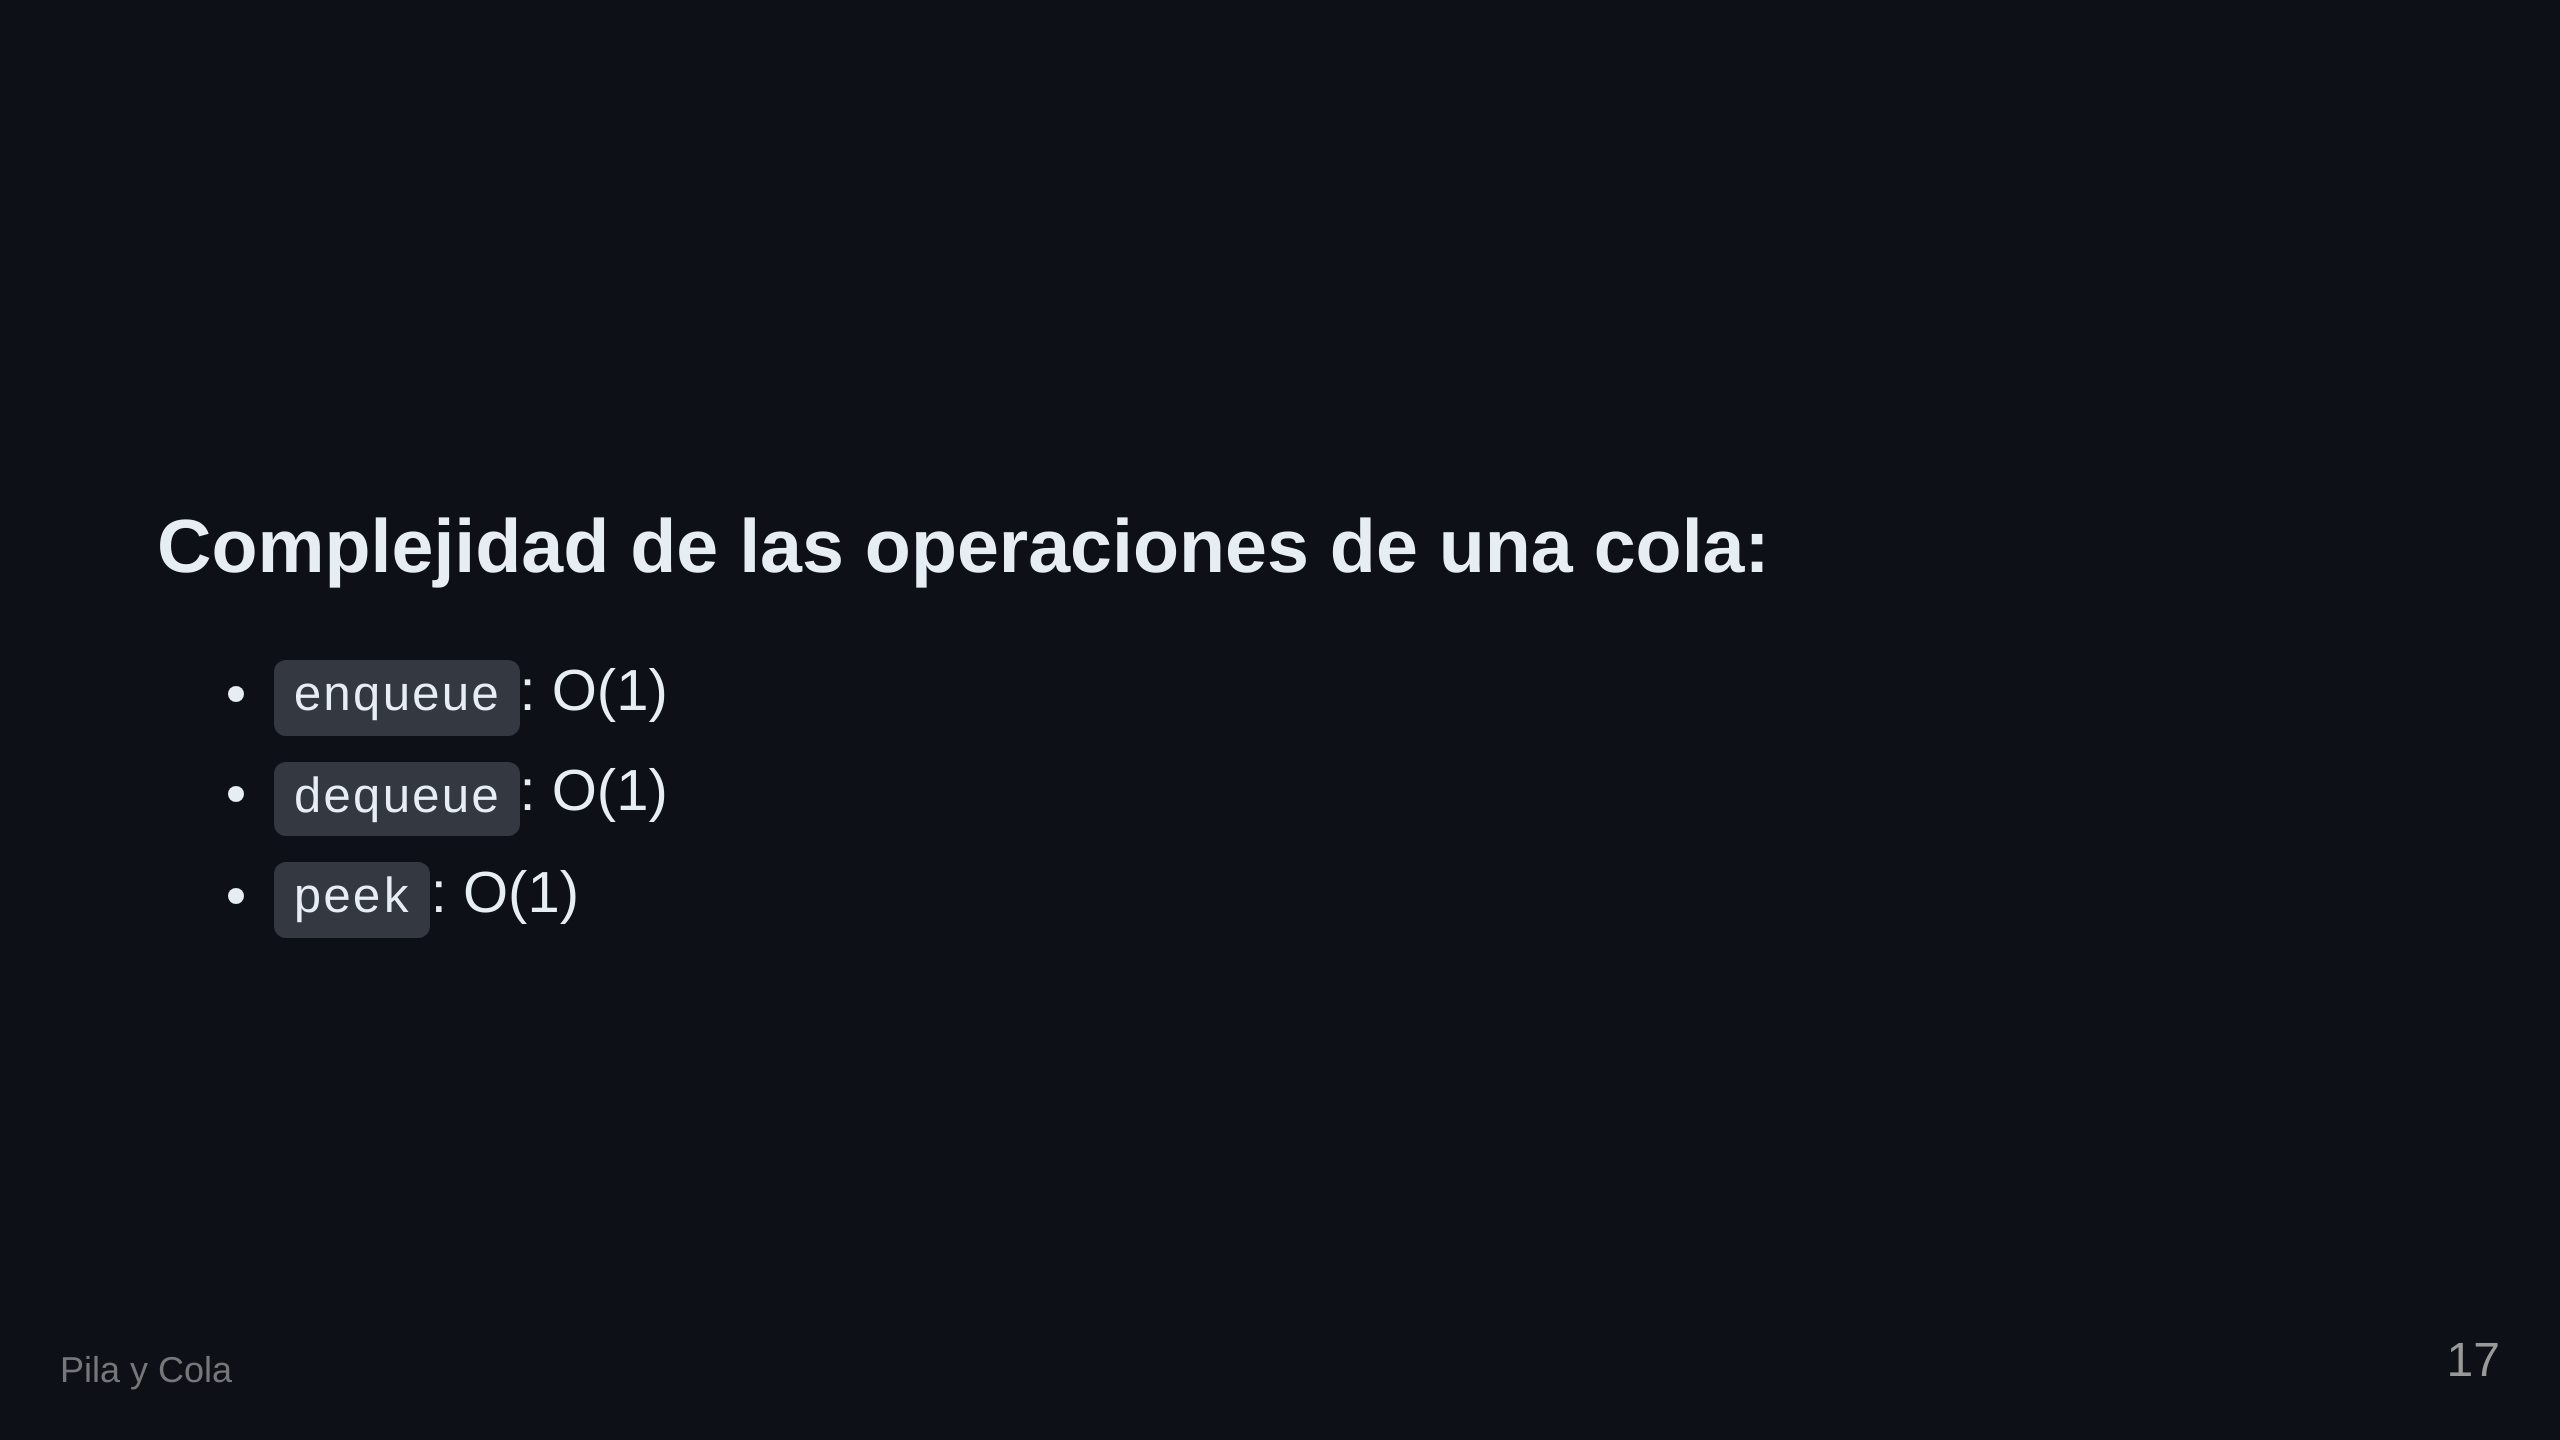 Complejidad de las operaciones de una cola:
• enqueue: O(1)
• dequeue: O(1)
• peek: O(1)
Pila y Cola
17